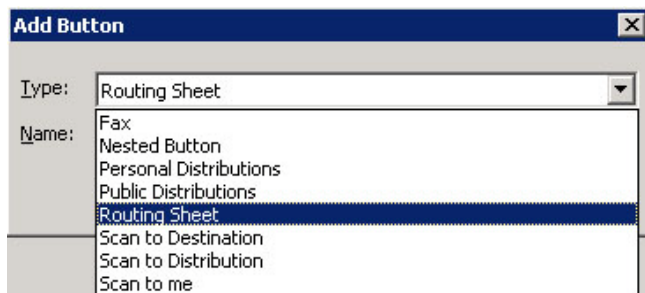 Add Button
Type: Routing Sheet
Name:
Fax
Nested Button
Personal Distributions
Public Distributions
Routing Sheet
Scan to Destination
Scan to Distribution
Scan to me